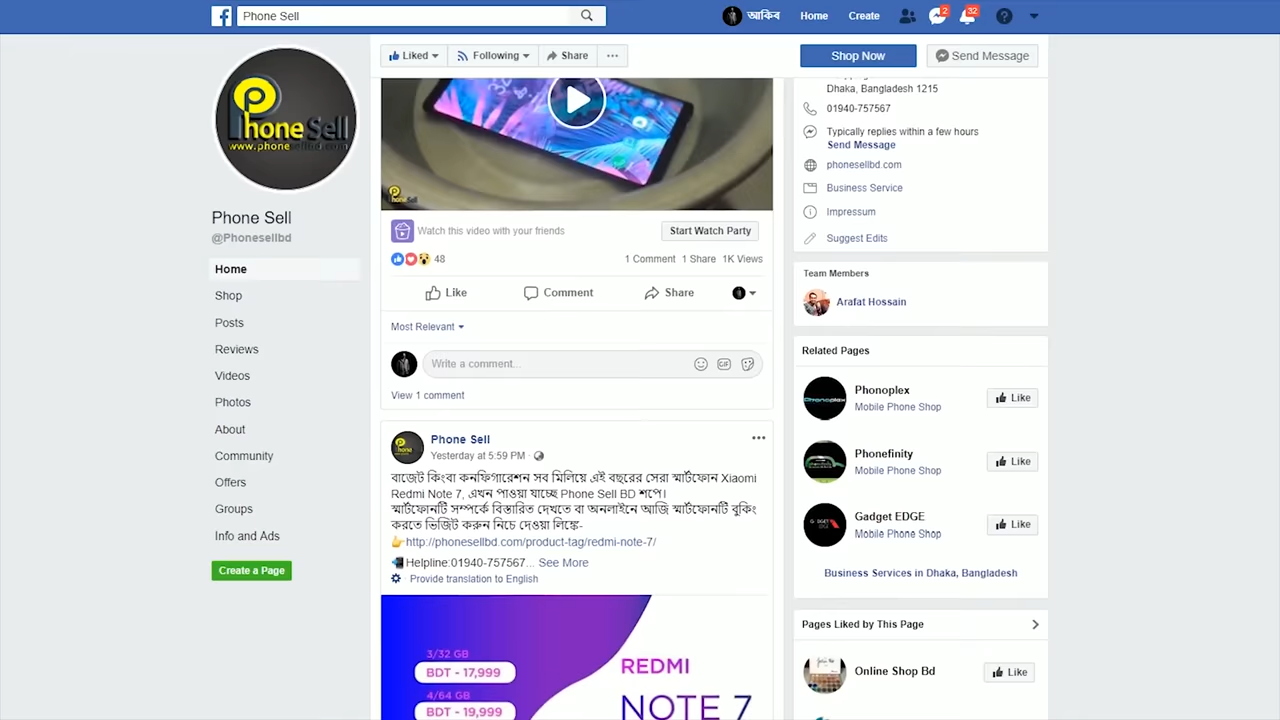 Phone Sell
আকিব
Home
Create
2
32
Phone Sell
www.phonesellbd.com
Phone Sell
@Phonesellbd
Home
Shop
Posts
Reviews
Videos
Photos
About
Community
Offers
Groups
Info and Ads
Create a Page
Liked
Following
Share
Shop Now
Send Message
Watch this video with your friends
Start Watch Party
48
1 Comment 1 Share 1K Views
Like
Comment
Share
Most Relevant
Write a comment...
GIF
View 1 comment
Phone Sell
Yesterday at 5:59 PM
বাজেট কিংবা কনফিগারেশন সব মিলিয়ে এই বছরের সেরা স্মার্টফোন Xiaomi
Redmi Note 7, এখন পাওয়া যাচ্ছে Phone Sell BD শপে।
স্মার্টফোনটি সম্পর্কে বিস্তারিত দেখতে বা অনলাইনে আজি স্মার্টফোনটি বুকিং
করতে ভিজিট করুন নিচে দেওয়া লিঙ্কে-
http://phonesellbd.com/product-tag/redmi-note-7/
Helpline:01940-757567... See More
Provide translation to English
3/32 GB
BDT - 17,999
4/64 GB
BDT - 19,999
REDMI
NOTE 7
Dhaka, Bangladesh 1215
01940-757567
Typically replies within a few hours
Send Message
phonesellbd.com
Business Service
Impressum
Suggest Edits
Team Members
Arafat Hossain
Related Pages
Phonoplex
Mobile Phone Shop
Like
Phonefinity
Mobile Phone Shop
Like
Gadget EDGE
Mobile Phone Shop
Like
Business Services in Dhaka, Bangladesh
Pages Liked by This Page
Online Shop Bd
Like